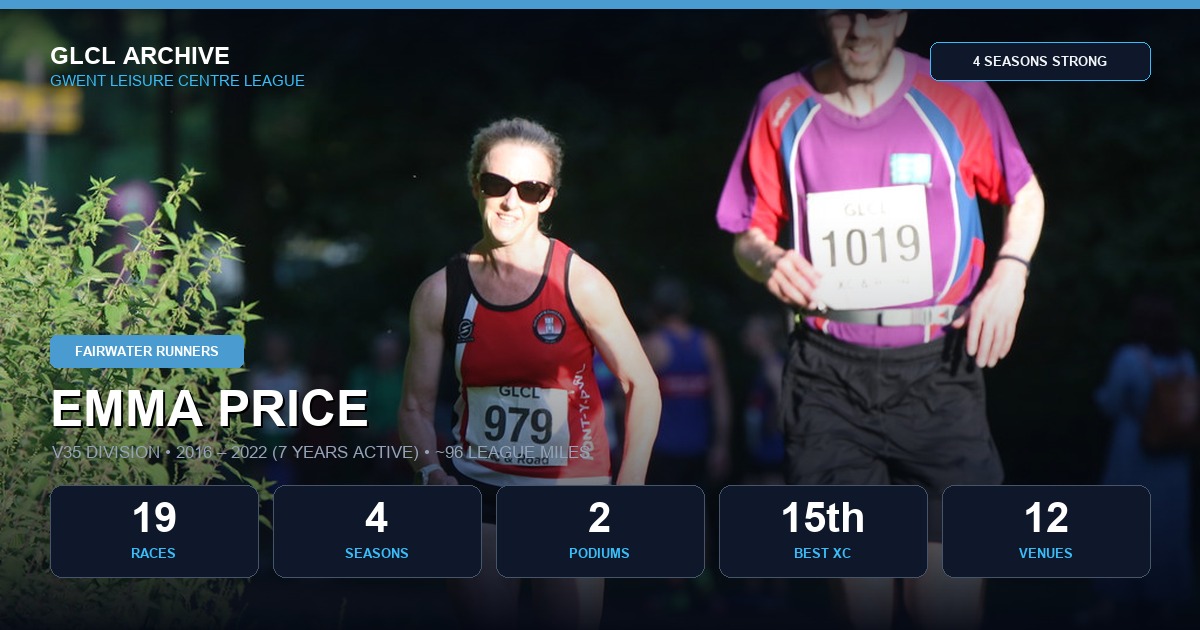 GLCL ARCHIVE
GWENT LEISURE CENTRE LEAGUE
4 SEASONS STRONG
GLCL
1019
FAIRWATER RUNNERS
EMMA PRICE
GLCL
979
& Road
V35 DIVISION • 2016 – 2022 (7 YEARS ACTIVE) • ~96 LEAGUE MILES
19
RACES
4
SEASONS
2
PODIUMS
15th
BEST XC
12
VENUES